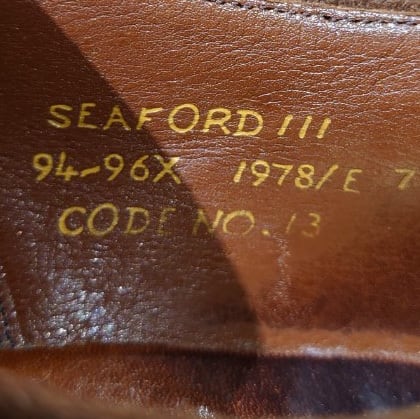 SEAFORD III
94-96X 1978/E 7
CODE NO. 13